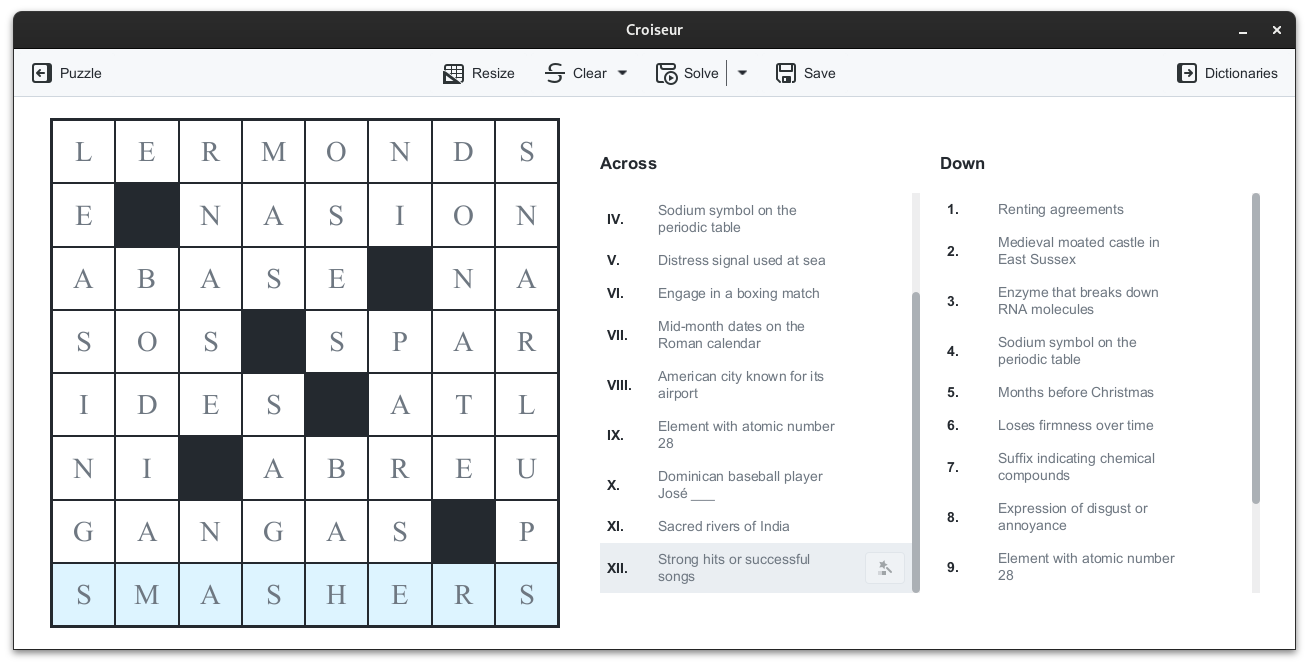 Croiseur
Puzzle
Resize
Clear
Solve
Save
Dictionaries
L E R M O N D S
E N A S I O N
A B A S E N A
S O S S P A R
I D E S A T L
N I A B R E U
G A N G A S P
S M A S H E R S
Across
IV. Sodium symbol on the
periodic table
V. Distress signal used at sea
VI. Engage in a boxing match
VII. Mid-month dates on the
Roman calendar
VIII. American city known for its
airport
IX. Element with atomic number
28
X. Dominican baseball player
José ___
XI. Sacred rivers of India
XII. Strong hits or successful
songs
Down
1. Renting agreements
2. Medieval moated castle in
East Sussex
3. Enzyme that breaks down
RNA molecules
4. Sodium symbol on the
periodic table
5. Months before Christmas
6. Loses firmness over time
7. Suffix indicating chemical
compounds
8. Expression of disgust or
annoyance
9. Element with atomic number
28